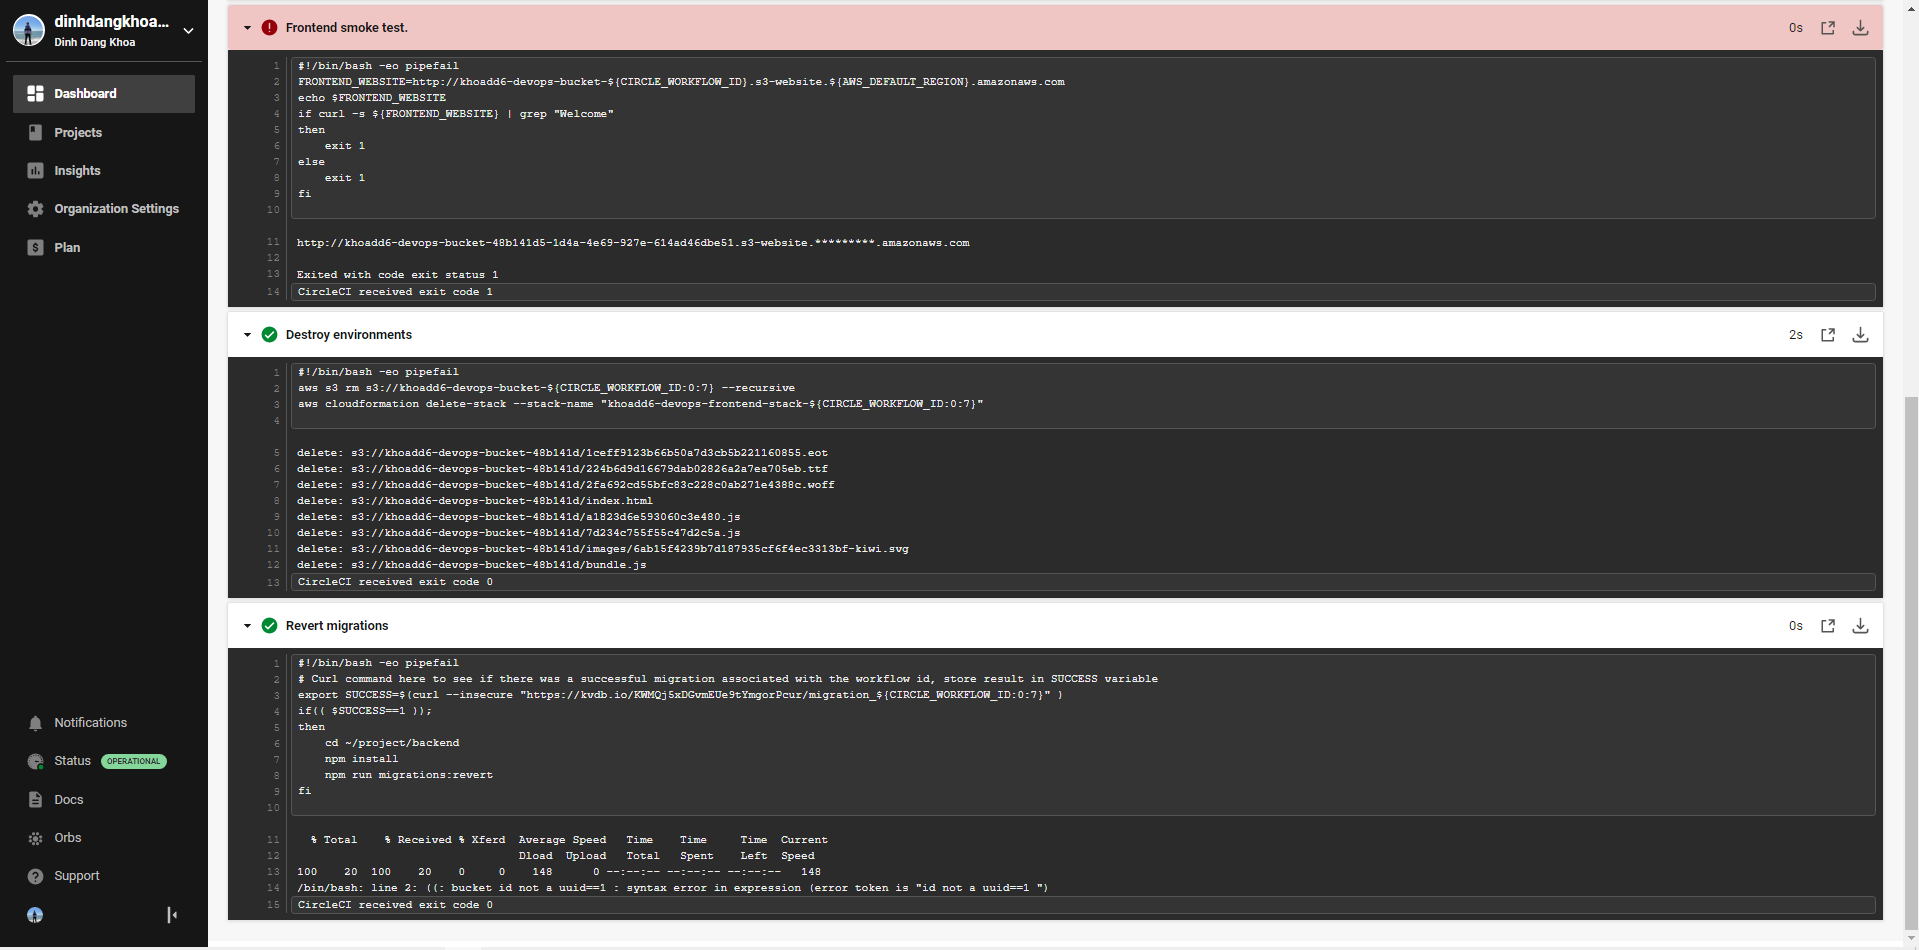 dinhdangkhoa...
Dinh Dang Khoa
Dashboard
Projects
Insights
Organization Settings
Plan
Notifications
Status OPERATIONAL
Docs
Orbs
Support
Frontend smoke test. 0s
1 #!/bin/bash -eo pipefail
2 FRONTEND_WEBSITE=http://khoadd6-devops-bucket-${CIRCLE_WORKFLOW_ID}.s3-website.${AWS_DEFAULT_REGION}.amazonaws.com
3 echo $FRONTEND_WEBSITE
4 if curl -s ${FRONTEND_WEBSITE} | grep "Welcome"
5 then
6 exit 1
7 else
8 exit 1
9 fi
10
11 http://khoadd6-devops-bucket-48b141d5-1d4a-4e69-927e-614ad46dbe51.s3-website.*********.amazonaws.com
12
13 Exited with code exit status 1
14 CircleCI received exit code 1
Destroy environments 2s
1 #!/bin/bash -eo pipefail
2 aws s3 rm s3://khoadd6-devops-bucket-${CIRCLE_WORKFLOW_ID:0:7} --recursive
3 aws cloudformation delete-stack --stack-name "khoadd6-devops-frontend-stack-${CIRCLE_WORKFLOW_ID:0:7}"
4
5 delete: s3://khoadd6-devops-bucket-48b141d/1ceff9123b66b50a7d3cb5b221160855.eot
6 delete: s3://khoadd6-devops-bucket-48b141d/224b6d9d16679dab02826a2a7ea705eb.ttf
7 delete: s3://khoadd6-devops-bucket-48b141d/2fa692cd55bfc83c228c0ab271e4388c.woff
8 delete: s3://khoadd6-devops-bucket-48b141d/index.html
9 delete: s3://khoadd6-devops-bucket-48b141d/a1823d6e593060c3e480.js
10 delete: s3://khoadd6-devops-bucket-48b141d/7d234c755f55c47d2c5a.js
11 delete: s3://khoadd6-devops-bucket-48b141d/images/6ab15f4239b7d187935cf6f4ec3313bf-kiwi.svg
12 delete: s3://khoadd6-devops-bucket-48b141d/bundle.js
13 CircleCI received exit code 0
Revert migrations 0s
1 #!/bin/bash -eo pipefail
2 # Curl command here to see if there was a successful migration associated with the workflow id, store result in SUCCESS variable
3 export SUCCESS=$(curl --insecure "https://kvdb.io/KWMQj5xDGvmEUe9tYmgorPcur/migration_${CIRCLE_WORKFLOW_ID:0:7}" )
4 if(( $SUCCESS==1 ));
5 then
6 cd ~/project/backend
7 npm install
8 npm run migrations:revert
9 fi
10
11 % Total % Received % Xferd Average Speed Time Time Time Current
12 Dload Upload Total Spent Left Speed
13 100 20 100 20 0 0 148 0 --:--:-- --:--:-- --:--:-- 148
14 /bin/bash: line 2: ((: bucket id not a uuid==1 : syntax error in expression (error token is "id not a uuid==1 ")
15 CircleCI received exit code 0